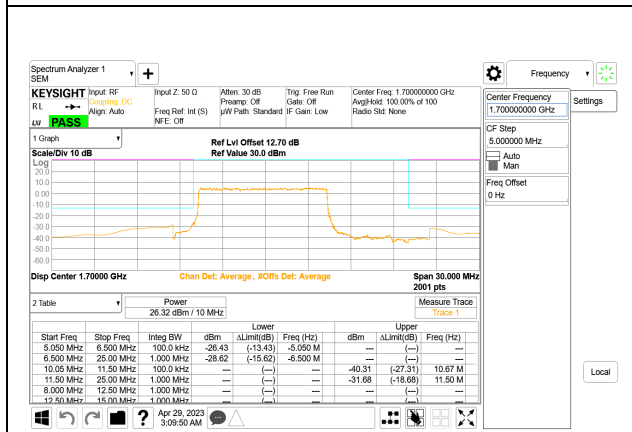 Spectrum Analyzer 1
SEM
+
Frequency
KEYSIGHT
RL
LXI PASS
Input: RF
Coupling: DC
Align: Auto
Input Z: 50 Ω
Freq Ref: Int (S)
NFE: Off
Atten: 30 dB
Preamp: Off
µW Path: Standard
Trig: Free Run
Gate: Off
IF Gain: Low
Center Freq: 1.700000000 GHz
Avg|Hold: 100.00% of 100
Radio Std: None
Center Frequency
1.700000000 GHz
Settings
CF Step
5.000000 MHz
Auto
Man
Freq Offset
0 Hz
Local
1 Graph
Ref Lvl Offset 12.70 dB
Scale/Div 10 dB
Ref Value 30.0 dBm
Log
20.0
10.0
0.0
-10.0
-20.0
-30.0
-40.0
-50.0
-60.0
Disp Center 1.70000 GHz
Chan Det: Average, #Offs Det: Average
Span 30.000 MHz
2001 pts
2 Table
Power
26.32 dBm / 10 MHz
Measure Trace
Trace 1
Lower Upper
Start Freq Stop Freq Integ BW dBm ΔLimit(dB) Freq (Hz) dBm ΔLimit(dB) Freq (Hz)
5.050 MHz 6.500 MHz 100.0 kHz -26.43 (-13.43) -5.050 M --- (---) ---
6.500 MHz 25.00 MHz 1.000 MHz -28.62 (-15.62) -6.500 M --- (---) ---
10.05 MHz 11.50 MHz 100.0 kHz --- (---) --- -40.31 (-27.31) 10.67 M
11.50 MHz 25.00 MHz 1.000 MHz --- (---) --- -31.68 (-18.68) 11.50 M
8.000 MHz 12.50 MHz 1.000 MHz --- (---) --- --- (---) ---
12.50 MHz 15.00 MHz 1.000 MHz --- (---) --- --- (---) ---
?
Apr 29, 2023
3:09:50 AM